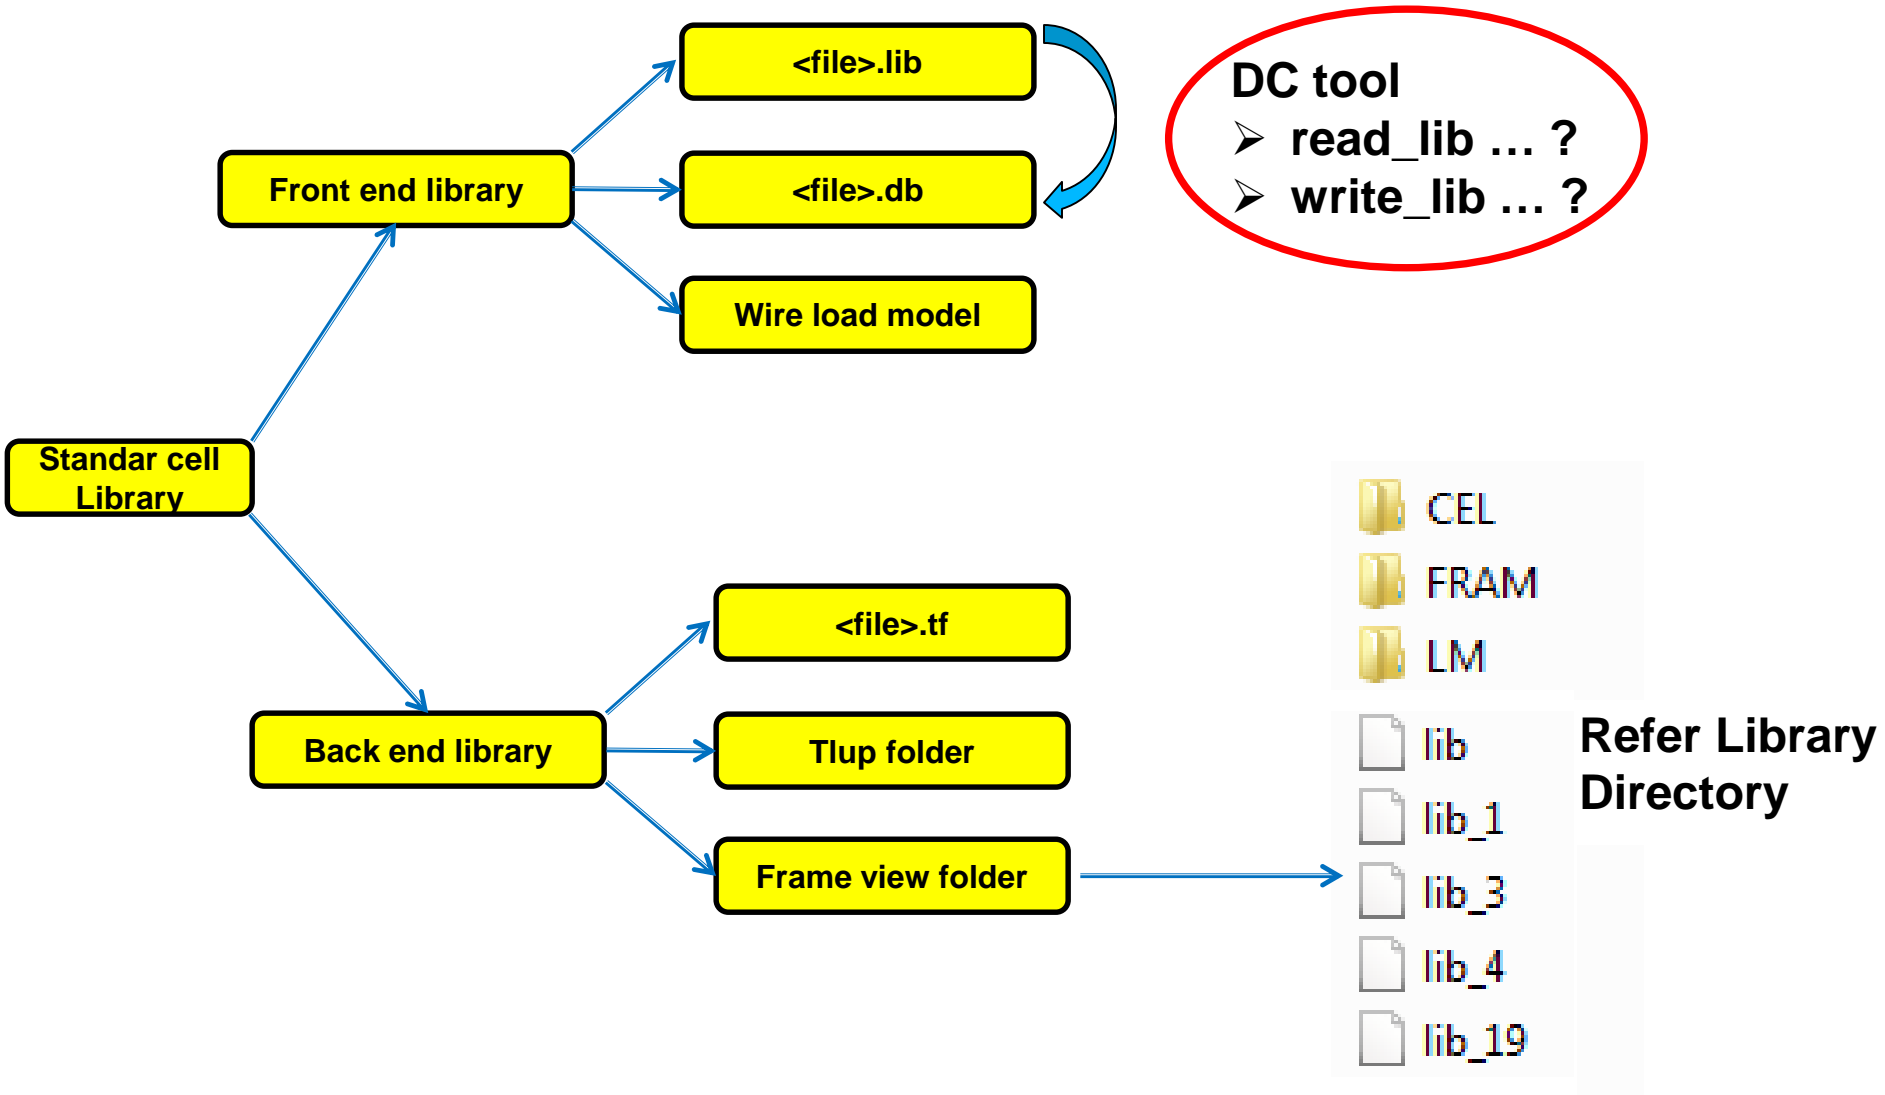 <file>.lib
DC tool
➢ read_lib … ?
➢ write_lib … ?
Front end library
<file>.db
Wire load model
Standar cell
Library
CEL
FRAM
LM
<file>.tf
Back end library
Tlup folder
Frame view folder
lib
lib_1
lib_3
lib_4
lib_19
Refer Library
Directory